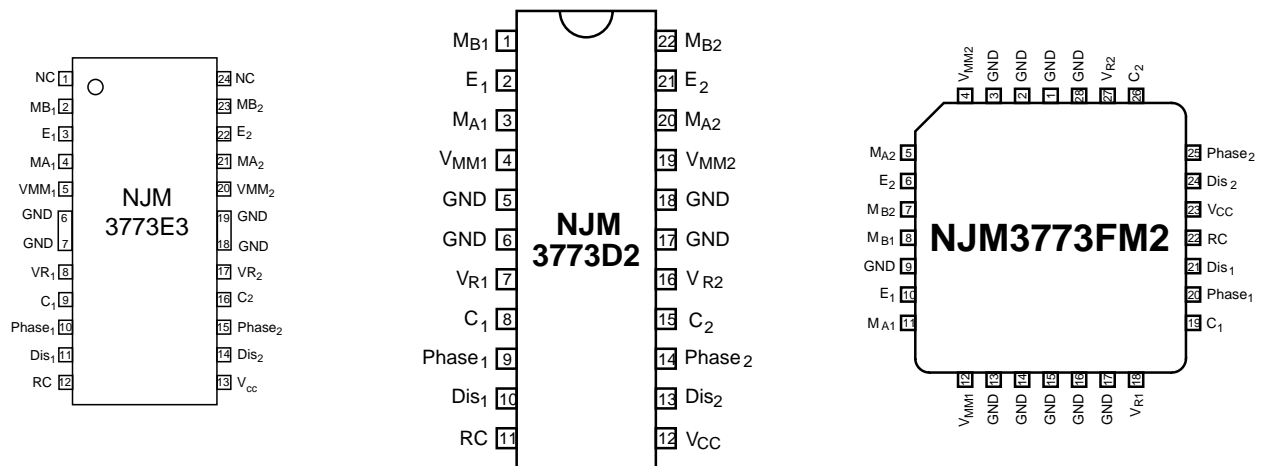 NC 1
MB1 2
E1 3
MA1 4
VMM1 5
GND 6
GND 7
VR1 8
C1 9
Phase1 10
Dis1 11
RC 12
NJM
3773E3
24 NC
23 MB2
22 E2
21 MA2
20 VMM2
19 GND
18 GND
17 VR2
16 C2
15 Phase2
14 Dis2
13 Vcc
MB1 1
E1 2
MA1 3
VMM1 4
GND 5
GND 6
VR1 7
C1 8
Phase1 9
Dis1 10
RC 11
NJM
3773D2
22 MB2
21 E2
20 MA2
19 VMM2
18 GND
17 GND
16 VR2
15 C2
14 Phase2
13 Dis2
12 VCC
VMM2 4
GND 3
GND 2
GND 1
GND 28
VR2 27
C2 26
MA2 5
E2 6
MB2 7
MB1 8
GND 9
E1 10
MA1 11
NJM3773FM2
25 Phase2
24 Dis2
23 VCC
22 RC
21 Dis1
20 Phase1
19 C1
12 VMM1
13 GND
14 GND
15 GND
16 GND
17 GND
18 VR1